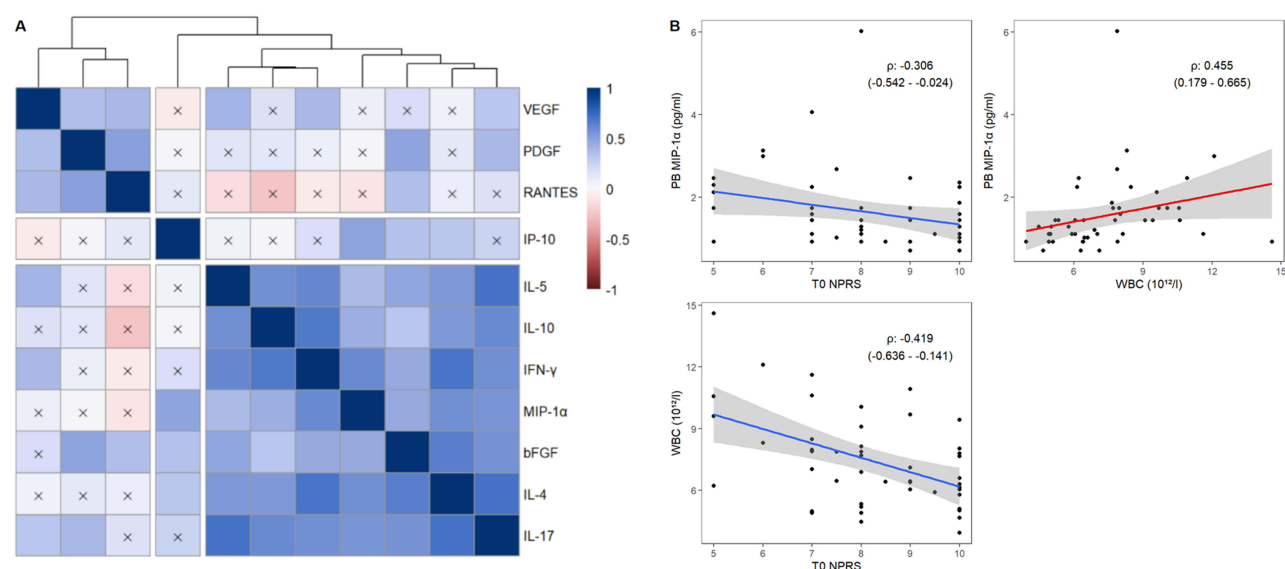 A
1
0.5
0
-0.5
-1
VEGF
PDGF
RANTES
IP-10
IL-5
IL-10
IFN-γ
MIP-1α
bFGF
IL-4
IL-17
B
PB MIP-1α (pg/ml)
6
4
2
ρ: -0.306
(-0.542 - -0.024)
5 6 7 8 9 10
T0 NPRS
PB MIP-1α (pg/ml)
6
4
2
ρ: 0.455
(0.179 - 0.665)
6 9 12 15
WBC (10¹²/l)
WBC (10¹²/l)
15
12
9
6
ρ: -0.419
(-0.636 - -0.141)
5 6 7 8 9 10
T0 NPRS